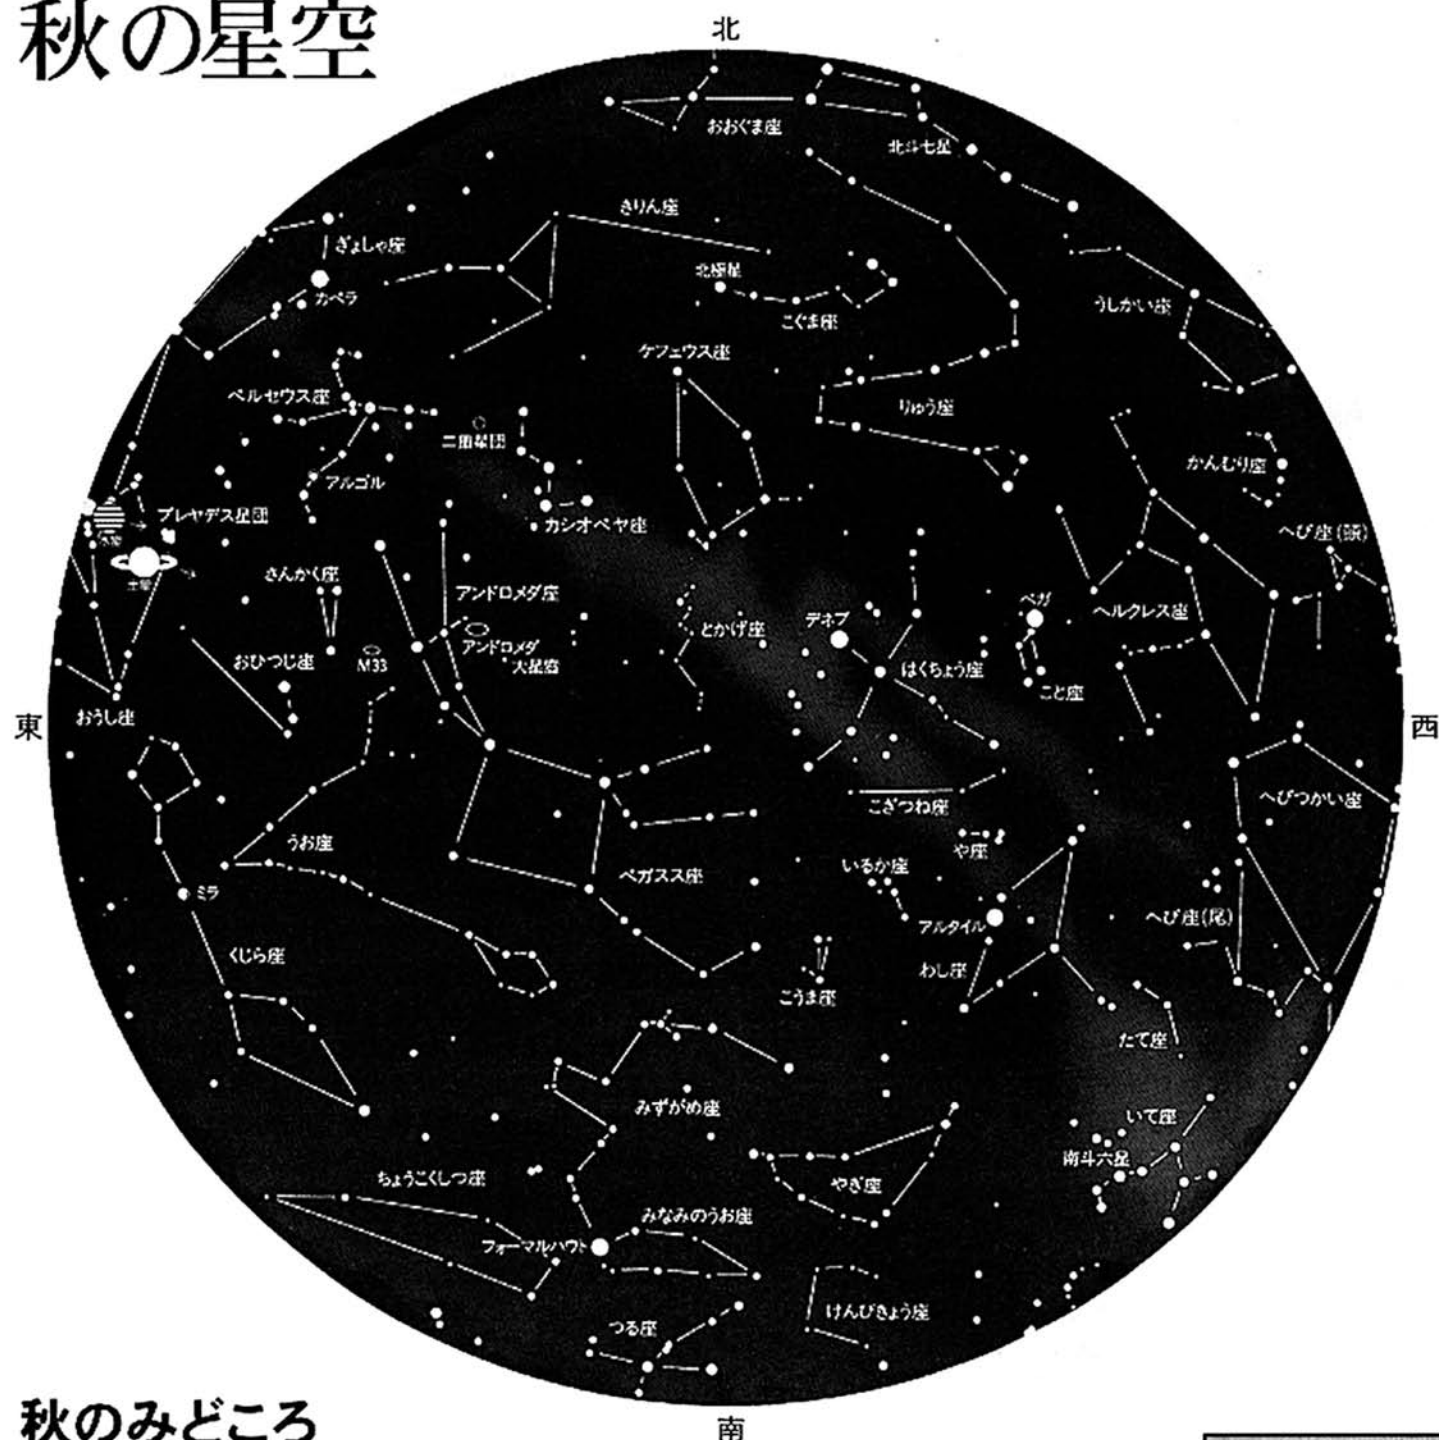 秋の星空
北
おおぐま座
北斗七星
きりん座
ぎょしゃ座
カペラ
北極星
こぐま座
うしかい座
ケフェウス座
ペルセウス座
りゅう座
二重星団
アルゴル
かんむり座
プレヤデス星団
カシオペヤ座
へび座(頭)
土星
さんかく座
アンドロメダ座
ベガ
ヘルクレス座
デネブ
とかげ座
アンドロメダ
大星雲
おひつじ座
M33
はくちょう座
こと座
おうし座
東
西
こぎつね座
へびつかい座
うお座
や座
いるか座
ペガスス座
ミラ
アルタイル
へび座(尾)
くじら座
わし座
こうま座
たて座
みずがめ座
いて座
南斗六星
ちょうこくしつ座
やぎ座
みなみのうお座
フォーマルハウト
つる座
けんびきょう座
秋のみどころ
南